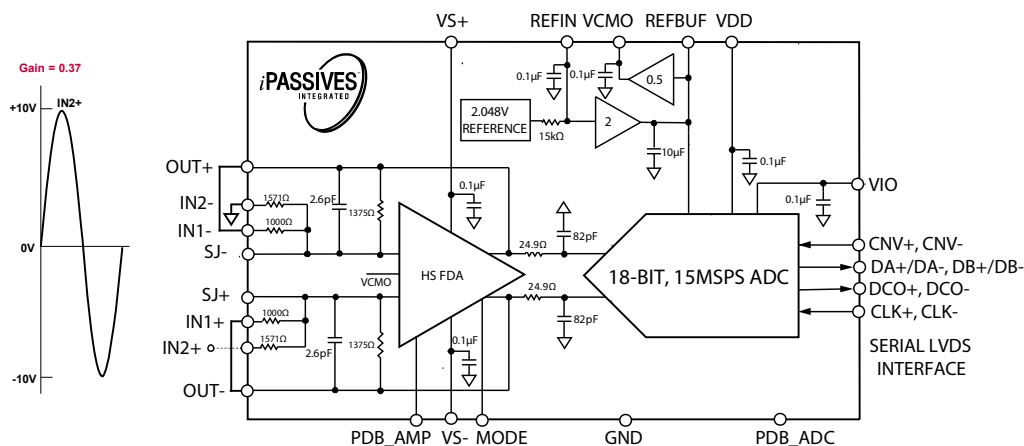 VS+
REFIN
VCMO
REFBUF
VDD
Gain = 0.37
+10V
IN2+
0V
-10V
iPASSIVES
INTEGRATED
0.1µF
0.1µF
0.5
2.048V
REFERENCE
15kΩ
2
10µF
0.1µF
OUT+
IN2-
IN1-
SJ-
SJ+
IN1+
IN2+
OUT-
1571Ω
1000Ω
2.6pF
1375Ω
0.1µF
VCMO
HS FDA
24.9Ω
82pF
24.9Ω
82pF
1000Ω
1571Ω
2.6pF
1375Ω
0.1µF
18-BIT, 15MSPS ADC
0.1µF
VIO
CNV+, CNV-
DA+/DA-, DB+/DB-
DCO+, DCO-
CLK+, CLK-
SERIAL LVDS
INTERFACE
PDB_AMP
VS-
MODE
GND
PDB_ADC